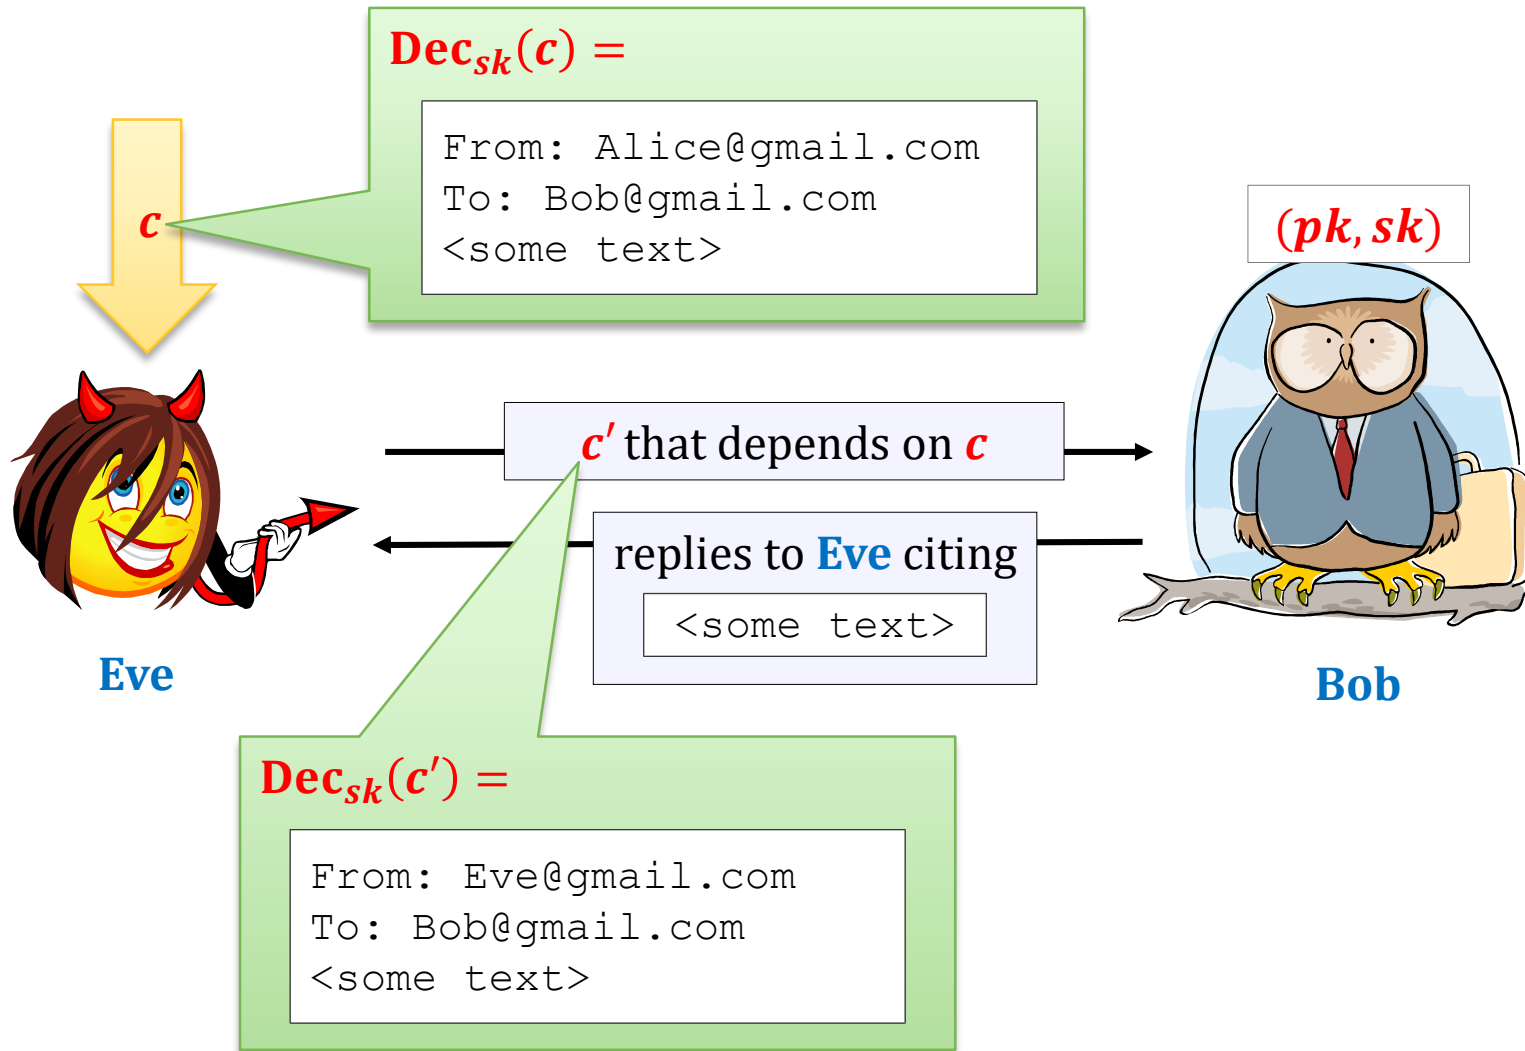 Dec_sk(c) =
From: Alice@gmail.com
To: Bob@gmail.com
<some text>
c
(pk, sk)
c′ that depends on c
replies to Eve citing
<some text>
Eve
Bob
Dec_sk(c′) =
From: Eve@gmail.com
To: Bob@gmail.com
<some text>